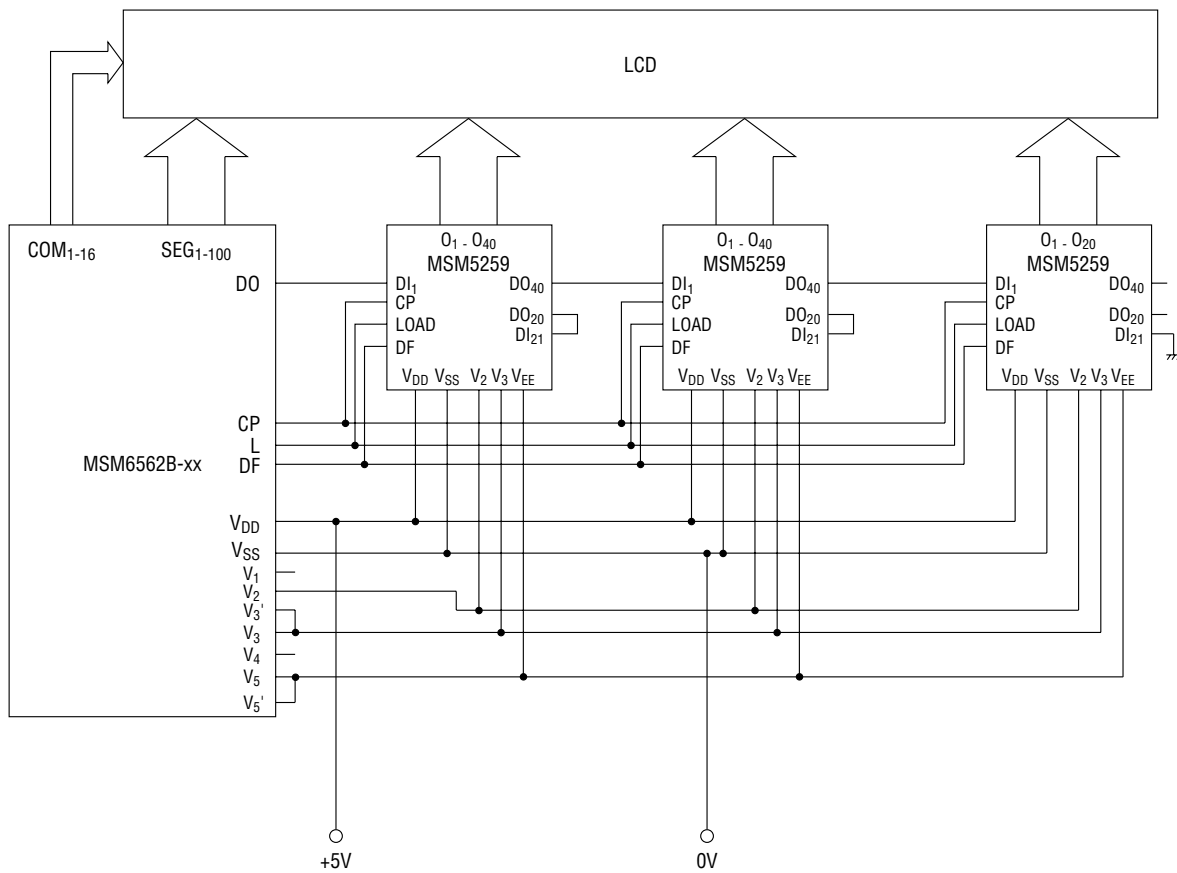 LCD
COM1-16
SEG1-100
DO
CP
L
DF
MSM6562B-xx
VDD
VSS
V1
V2
V3'
V3
V4
V5
V5'
O1 - O40
MSM5259
DI1
CP
LOAD
DF
DO40
DO20
DI21
VDD VSS V2 V3 VEE
O1 - O40
MSM5259
DI1
CP
LOAD
DF
DO40
DO20
DI21
VDD VSS V2 V3 VEE
O1 - O20
MSM5259
DI1
CP
LOAD
DF
DO40
DO20
DI21
VDD VSS V2 V3 VEE
+5V
0V